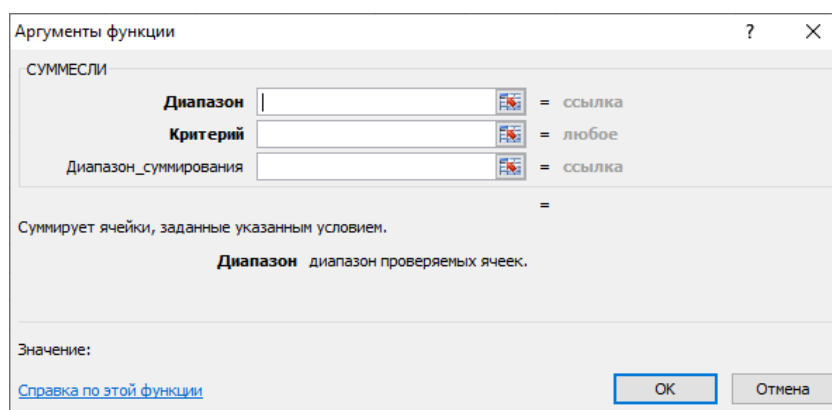 Аргументы функции ? ×
СУММЕСЛИ
Диапазон = ссылка
Критерий = любое
Диапазон_суммирования = ссылка
=
Суммирует ячейки, заданные указанным условием.
Диапазон диапазон проверяемых ячеек.
Значение:
Справка по этой функции ОК Отмена